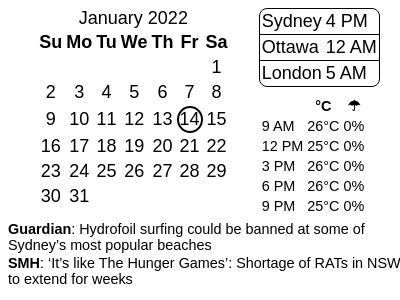 January 2022
Su Mo Tu We Th Fr Sa
1
2 3 4 5 6 7 8
9 10 11 12 13 14 15
16 17 18 19 20 21 22
23 24 25 26 27 28 29
30 31
Sydney 4 PM
Ottawa 12 AM
London 5 AM
°C ☂
9 AM 26°C 0%
12 PM 25°C 0%
3 PM 26°C 0%
6 PM 26°C 0%
9 PM 25°C 0%
Guardian: Hydrofoil surfing could be banned at some of
Sydney’s most popular beaches
SMH: ‘It’s like The Hunger Games’: Shortage of RATs in NSW
to extend for weeks